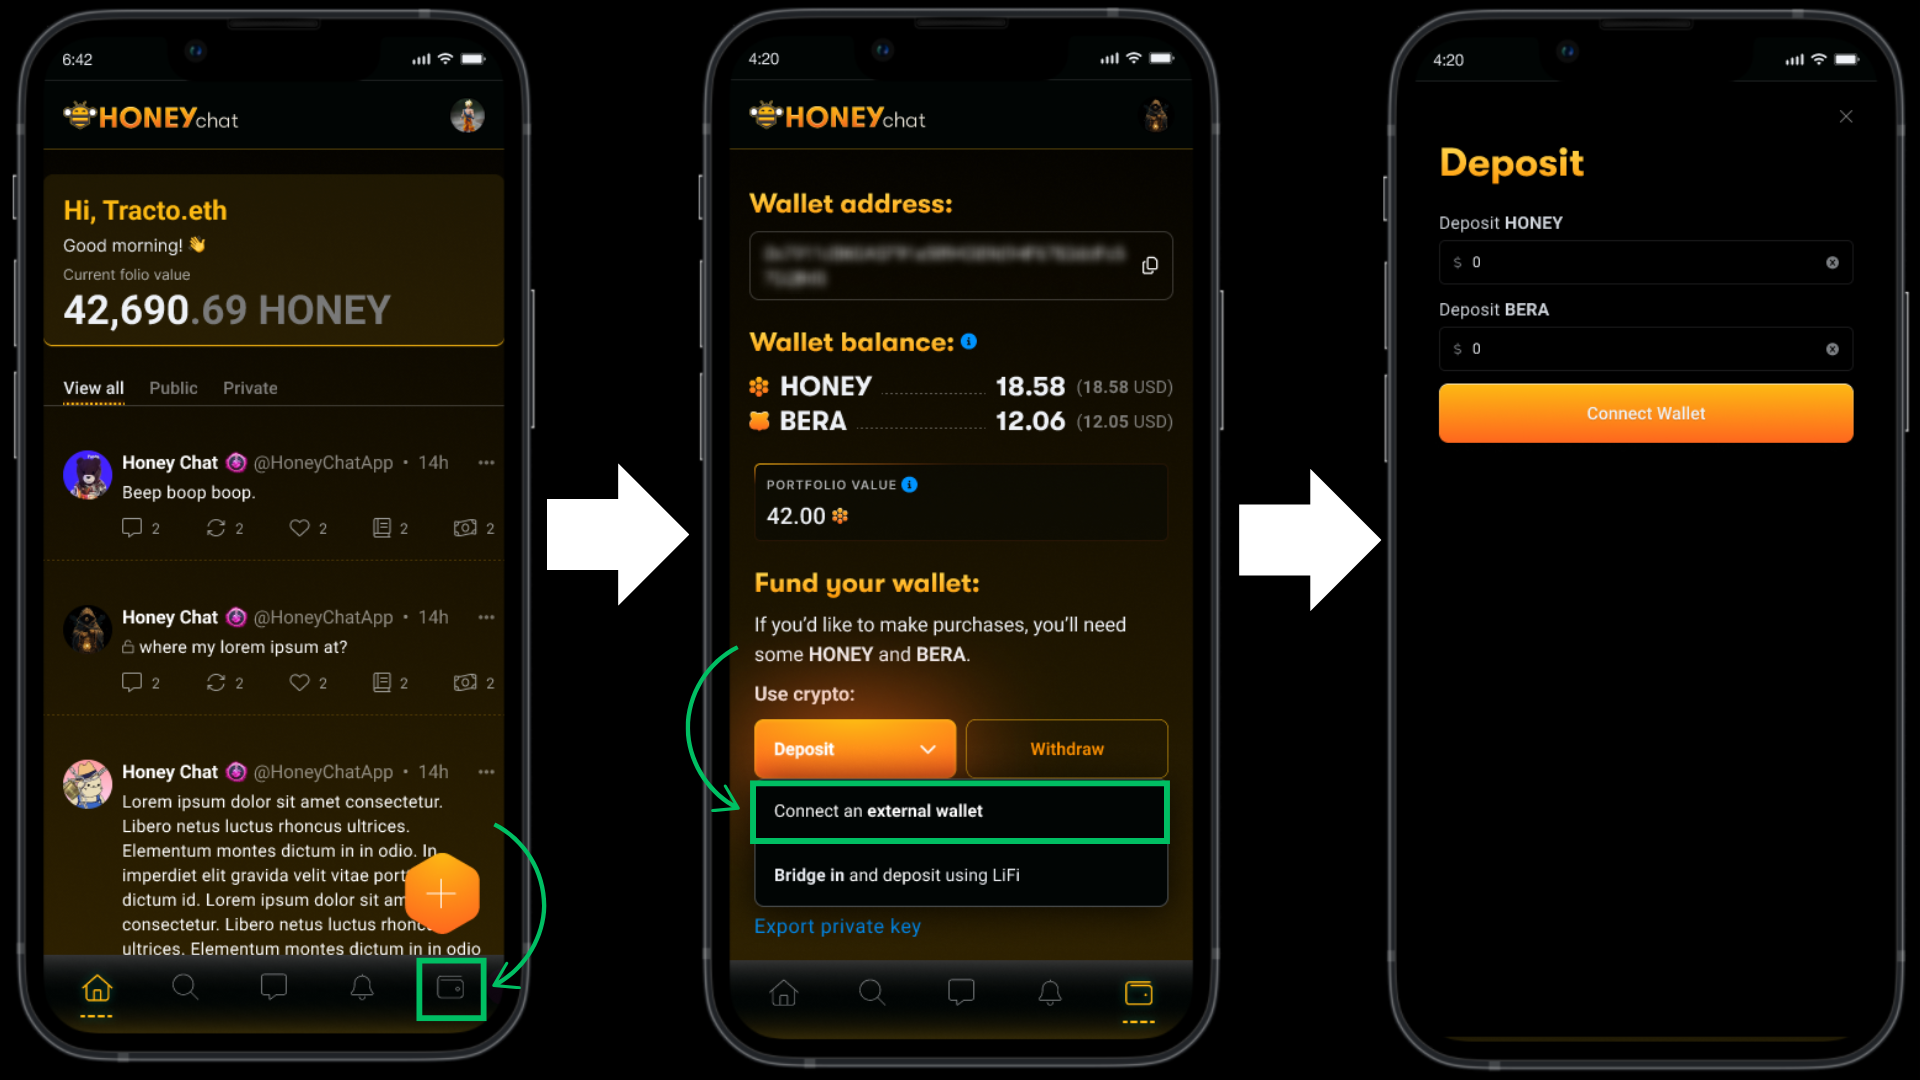 6:42
HONEYchat
Hi, Tracto.eth
Good morning! 👋
Current folio value
42,690.69 HONEY
View all Public Private
Honey Chat @HoneyChatApp • 14h
Beep boop boop.
2 2 2 2 2
Honey Chat @HoneyChatApp • 14h
where my lorem ipsum at?
2 2 2 2 2
Honey Chat @HoneyChatApp • 14h
Lorem ipsum dolor sit amet consectetur.
Libero netus luctus rhoncus ultrices.
Elementum montes dictum in in odio. In
imperdiet elit gravida velit vitae port
dictum id. Lorem ipsum dolor sit am
consectetur. Libero netus luctus rhonc
ultrices. Elementum montes dictum in in odio
4:20
HONEYchat
Wallet address:
Wallet balance:
HONEY 18.58 (18.58 USD)
BERA 12.06 (12.05 USD)
PORTFOLIO VALUE
42.00
Fund your wallet:
If you'd like to make purchases, you'll need
some HONEY and BERA.
Use crypto:
Deposit Withdraw
Connect an external wallet
Bridge in and deposit using LiFi
Export private key
4:20
Deposit
Deposit HONEY
$ 0
Deposit BERA
$ 0
Connect Wallet